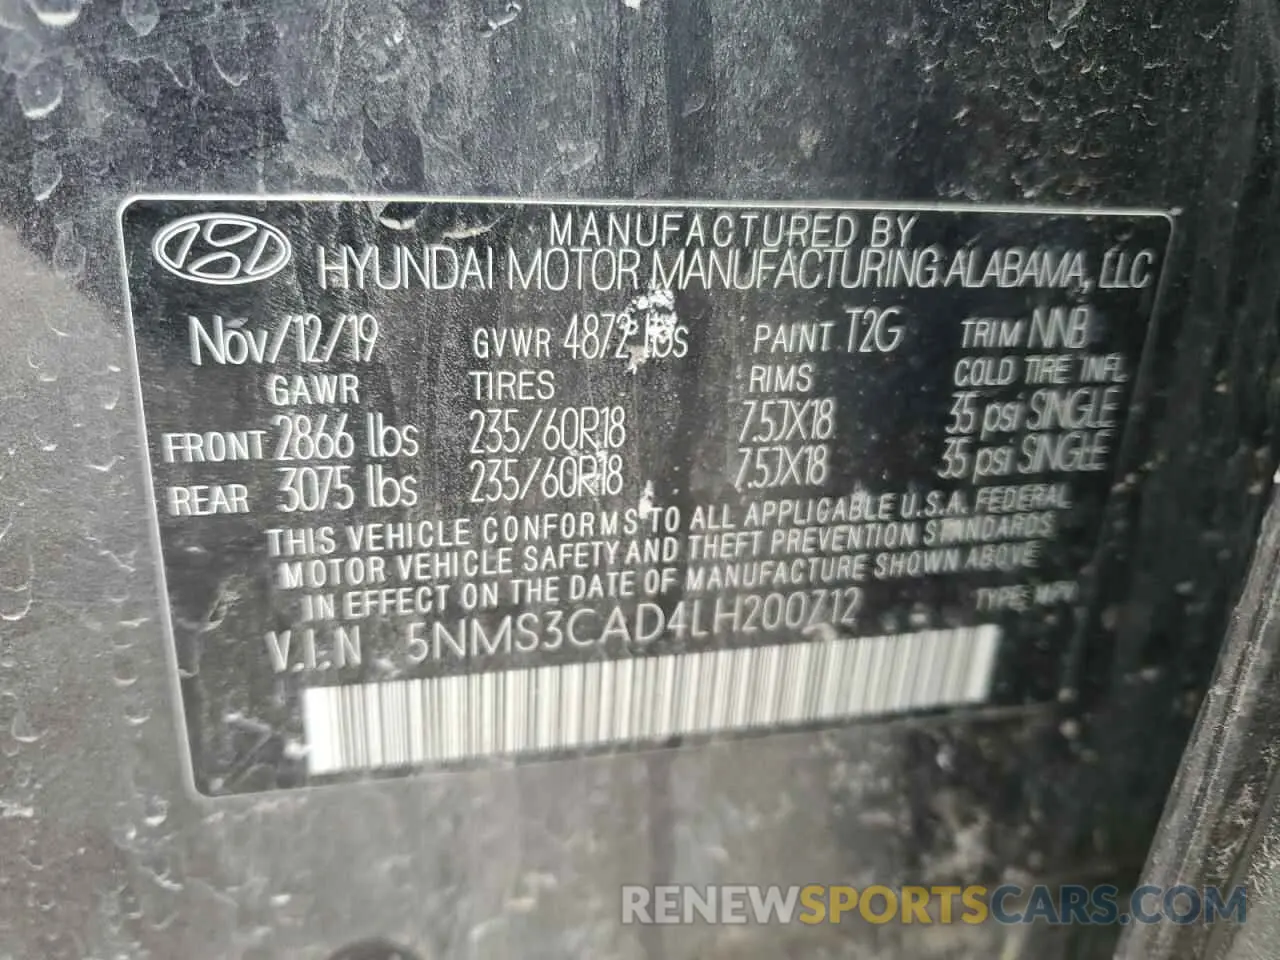 MANUFACTURED BY
HYUNDAI MOTOR MANUFACTURING ALABAMA, LLC
Nov/12/19 GVWR 4872 lbs PAINT T2G TRIM NNB
GAWR TIRES RIMS COLD TIRE INFL
FRONT 2866 lbs 235/60R18 7.5JX18 35 psi SINGLE
REAR 3075 lbs 235/60R18 7.5JX18 35 psi SINGLE
THIS VEHICLE CONFORMS TO ALL APPLICABLE U.S.A. FEDERAL
MOTOR VEHICLE SAFETY AND THEFT PREVENTION STANDARDS
IN EFFECT ON THE DATE OF MANUFACTURE SHOWN ABOVE
V.I.N 5NMS3CAD4LH200712 TYPE: MPV
RENEWSPORTSCARS.COM